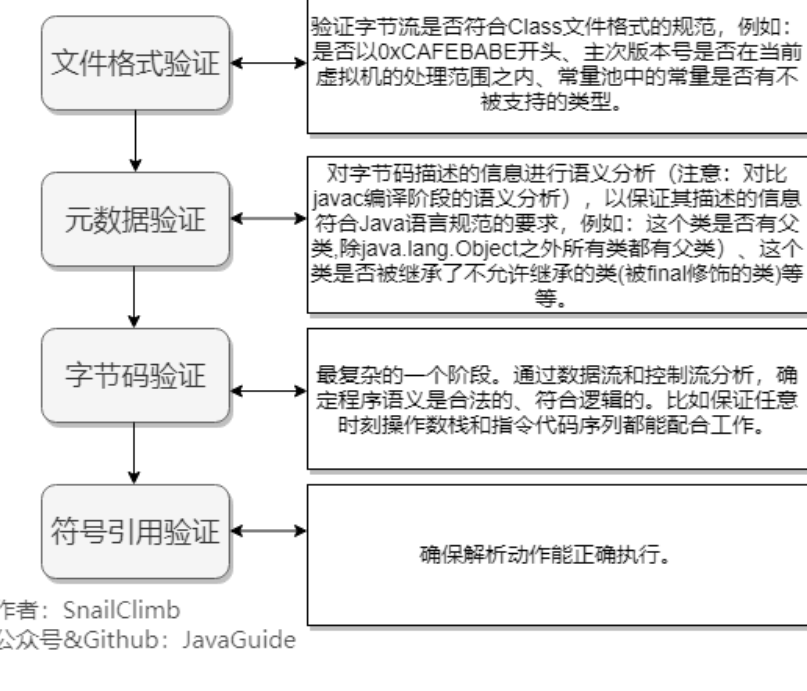 文件格式验证
验证字节流是否符合Class文件格式的规范，例如：
是否以0xCAFEBABE开头、主次版本号是否在当前
虚拟机的处理范围之内、常量池中的常量是否有不
被支持的类型。
元数据验证
对字节码描述的信息进行语义分析（注意：对比
javac编译阶段的语义分析），以保证其描述的信息
符合Java语言规范的要求，例如：这个类是否有父
类,除java.lang.Object之外所有类都有父类）、这个
类是否被继承了不允许继承的类(被final修饰的类)等
等。
字节码验证
最复杂的一个阶段。通过数据流和控制流分析，确
定程序语义是合法的、符合逻辑的。比如保证任意
时刻操作数栈和指令代码序列都能配合工作。
符号引用验证
确保解析动作能正确执行。
作者：SnailClimb
公众号&Github：JavaGuide